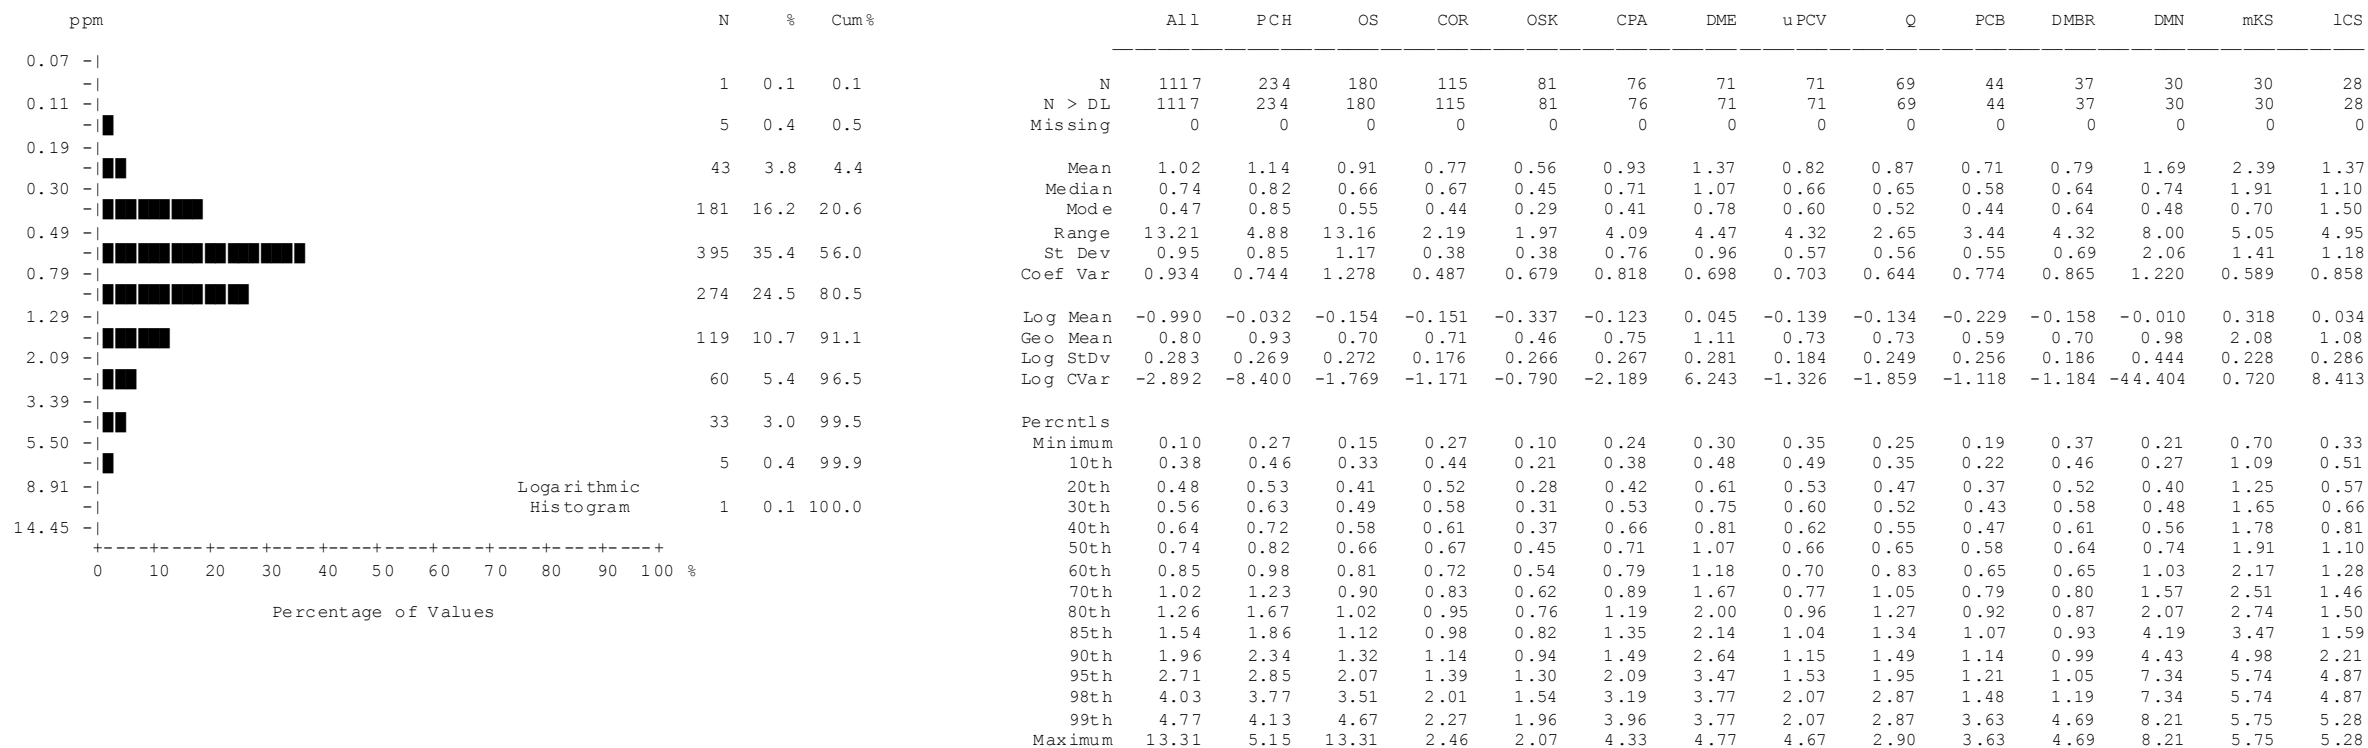 ppm N % Cum% All PCH OS COR OSK CPA DME uPCV Q PCB DMBR DMN mKS lCS
0.07 -|
-| 1 0.1 0.1 N 1117 234 180 115 81 76 71 71 69 44 37 30 30 28
0.11 -| N > DL 1117 234 180 115 81 76 71 71 69 44 37 30 30 28
-| 5 0.4 0.5 Missing 0 0 0 0 0 0 0 0 0 0 0 0 0 0
0.19 -|
-| 43 3.8 4.4 Mean 1.02 1.14 0.91 0.77 0.56 0.93 1.37 0.82 0.87 0.71 0.79 1.69 2.39 1.37
0.30 -| Median 0.74 0.82 0.66 0.67 0.45 0.71 1.07 0.66 0.65 0.58 0.64 0.74 1.91 1.10
-| 181 16.2 20.6 Mode 0.47 0.85 0.55 0.44 0.29 0.41 0.78 0.60 0.52 0.44 0.64 0.48 0.70 1.50
0.49 -| Range 13.21 4.88 13.16 2.19 1.97 4.09 4.47 4.32 2.65 3.44 4.32 8.00 5.05 4.95
-| 395 35.4 56.0 St Dev 0.95 0.85 1.17 0.38 0.38 0.76 0.96 0.57 0.56 0.55 0.69 2.06 1.41 1.18
0.79 -| Coef Var 0.934 0.744 1.278 0.487 0.679 0.818 0.698 0.703 0.644 0.774 0.865 1.220 0.589 0.858
-| 274 24.5 80.5
1.29 -| Log Mean -0.990 -0.032 -0.154 -0.151 -0.337 -0.123 0.045 -0.139 -0.134 -0.229 -0.158 -0.010 0.318 0.034
-| 119 10.7 91.1 Geo Mean 0.80 0.93 0.70 0.71 0.46 0.75 1.11 0.73 0.73 0.59 0.70 0.98 2.08 1.08
2.09 -| Log StDv 0.283 0.269 0.272 0.176 0.266 0.267 0.281 0.184 0.249 0.256 0.186 0.444 0.228 0.286
-| 60 5.4 96.5 Log CVar -2.892 -8.400 -1.769 -1.171 -0.790 -2.189 6.243 -1.326 -1.859 -1.118 -1.184 -44.404 0.720 8.413
3.39 -|
-| 33 3.0 99.5 Percntls
5.50 -| Minimum 0.10 0.27 0.15 0.27 0.10 0.24 0.30 0.35 0.25 0.19 0.37 0.21 0.70 0.33
-| 5 0.4 99.9 10th 0.38 0.46 0.33 0.44 0.21 0.38 0.48 0.49 0.35 0.22 0.46 0.27 1.09 0.51
8.91 -| Logarithmic 20th 0.48 0.53 0.41 0.52 0.28 0.42 0.61 0.53 0.47 0.37 0.52 0.40 1.25 0.57
-| Histogram 1 0.1 100.0 30th 0.56 0.63 0.49 0.58 0.31 0.53 0.75 0.60 0.52 0.43 0.58 0.48 1.65 0.66
14.45 -| 40th 0.64 0.72 0.58 0.61 0.37 0.66 0.81 0.62 0.55 0.47 0.61 0.56 1.78 0.81
+----+----+----+----+----+----+----+----+----+----+ 50th 0.74 0.82 0.66 0.67 0.45 0.71 1.07 0.66 0.65 0.58 0.64 0.74 1.91 1.10
0 10 20 30 40 50 60 70 80 90 100 % 60th 0.85 0.98 0.81 0.72 0.54 0.79 1.18 0.70 0.83 0.65 0.65 1.03 2.17 1.28
70th 1.02 1.23 0.90 0.83 0.62 0.89 1.67 0.77 1.05 0.79 0.80 1.57 2.51 1.46
Percentage of Values 80th 1.26 1.67 1.02 0.95 0.76 1.19 2.00 0.96 1.27 0.92 0.87 2.07 2.74 1.50
85th 1.54 1.86 1.12 0.98 0.82 1.35 2.14 1.04 1.34 1.07 0.93 4.19 3.47 1.59
90th 1.96 2.34 1.32 1.14 0.94 1.49 2.64 1.15 1.49 1.14 0.99 4.43 4.98 2.21
95th 2.71 2.85 2.07 1.39 1.30 2.09 3.47 1.53 1.95 1.21 1.05 7.34 5.74 4.87
98th 4.03 3.77 3.51 2.01 1.54 3.19 3.77 2.07 2.87 1.48 1.19 7.34 5.74 4.87
99th 4.77 4.13 4.67 2.27 1.96 3.96 3.77 2.07 2.87 3.63 4.69 8.21 5.75 5.28
Maximum 13.31 5.15 13.31 2.46 2.07 4.33 4.77 4.67 2.90 3.63 4.69 8.21 5.75 5.28